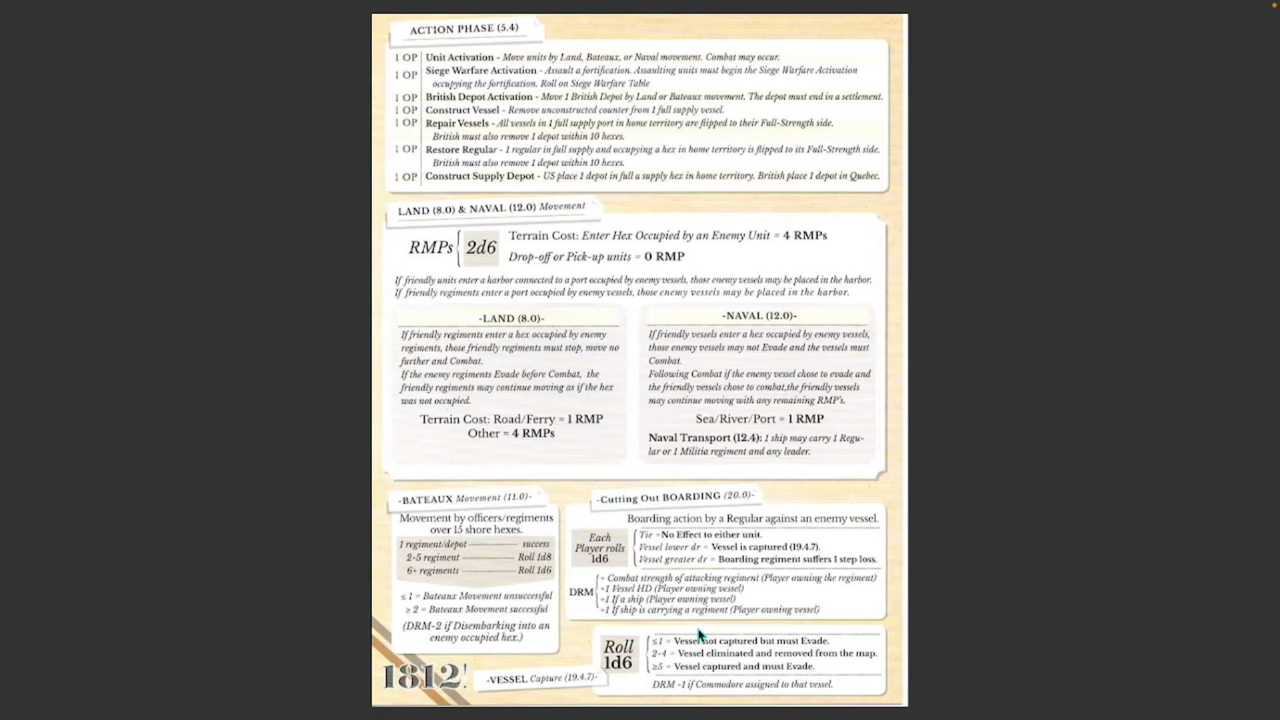 ACTION PHASE (5.4)
1 OP Unit Activation - Move units by Land, Bateaux, or Naval movement. Combat may occur.
1 OP Siege Warfare Activation - Assault a fortification. Assaulting units must begin the Siege Warfare Activation
occupying the fortification. Roll on Siege Warfare Table
1 OP British Depot Activation - Move 1 British Depot by Land or Bateaux movement. The depot must end in a settlement.
1 OP Construct Vessel - Remove unconstructed counter from 1 full supply vessel.
1 OP Repair Vessels - All vessels in 1 full supply port in home territory are flipped to their Full-Strength side.
British must also remove 1 depot within 10 hexes.
1 OP Restore Regular - 1 regular in full supply and occupying a hex in home territory is flipped to its Full-Strength side.
British must also remove 1 depot within 10 hexes.
1 OP Construct Supply Depot - US place 1 depot in full a supply hex in home territory. British place 1 depot in Quebec.
LAND (8.0) & NAVAL (12.0) Movement
RMPs { 2d6
Terrain Cost: Enter Hex Occupied by an Enemy Unit = 4 RMPs
Drop-off or Pick-up units = 0 RMP
If friendly units enter a harbor connected to a port occupied by enemy vessels, those enemy vessels may be placed in the harbor.
If friendly regiments enter a port occupied by enemy vessels, those enemy vessels may be placed in the harbor.
-LAND (8.0)-
If friendly regiments enter a hex occupied by enemy
regiments, those friendly regiments must stop, move no
further and Combat.
If the enemy regiments Evade before Combat, the
friendly regiments may continue moving as if the hex
was not occupied.
Terrain Cost: Road/Ferry = 1 RMP
Other = 4 RMPs
-NAVAL (12.0)-
If friendly vessels enter a hex occupied by enemy vessels,
those enemy vessels may not Evade and the vessels must
Combat.
Following Combat if the enemy vessel chose to evade and
the friendly vessels chose to combat,the friendly vessels
may continue moving with any remaining RMP's.
Sea/River/Port = 1 RMP
Naval Transport (12.4): 1 ship may carry 1 Regu-
lar or 1 Militia regiment and any leader.
-BATEAUX Movement (11.0)-
Movement by officers/regiments
over 15 shore hexes.
1 regiment/depot success
2-5 regiment Roll 1d8
6+ regiments Roll 1d6
≤ 1 = Bateaux Movement unsuccessful
≥ 2 = Bateaux Movement successful
(DRM-2 if Disembarking into an
enemy occupied hex.)
-Cutting Out BOARDING (20.0)-
Boarding action by a Regular against an enemy vessel.
Each
Player rolls
1d6
Tie =No Effect to either unit.
Vessel lower dr = Vessel is captured (19.4.7).
Vessel greater dr = Boarding regiment suffers 1 step loss.
DRM
+ Combat strength of attacking regiment (Player owning the regiment)
+1 Vessel HD (Player owning vessel)
+1 If a ship (Player owning vessel)
+1 If ship is carrying a regiment (Player owning vessel)
Roll
1d6
≤1 = Vessel not captured but must Evade.
2-4 = Vessel eliminated and removed from the map.
≥5 = Vessel captured and must Evade.
DRM -1 if Commodore assigned to that vessel.
-VESSEL Capture (19.4.7)-
1812!